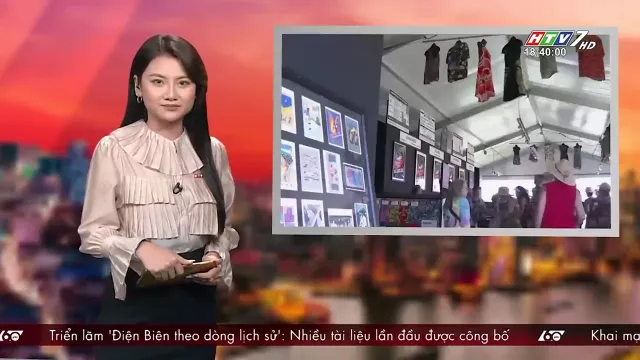 HTV7 HD
18:40:00
60 Triển lãm 'Điện Biên theo dòng lịch sử': Nhiều tài liệu lần đầu được công bố 60 Khai mạ